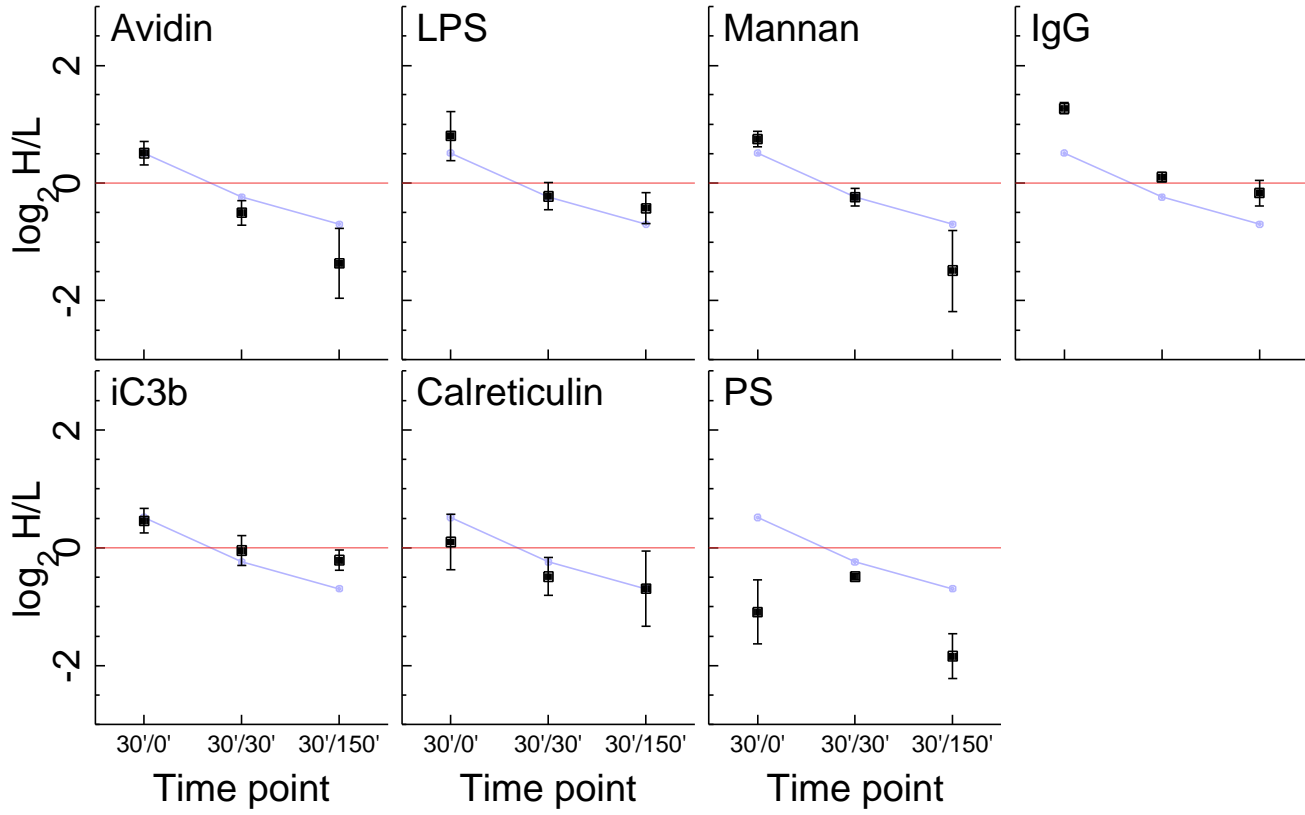 Avidin
LPS
Mannan
IgG
2
0
-2
log2 H/L
iC3b
Calreticulin
PS
2
0
-2
log2 H/L
30'/0' 30'/30' 30'/150'
30'/0' 30'/30' 30'/150'
30'/0' 30'/30' 30'/150'
Time point
Time point
Time point